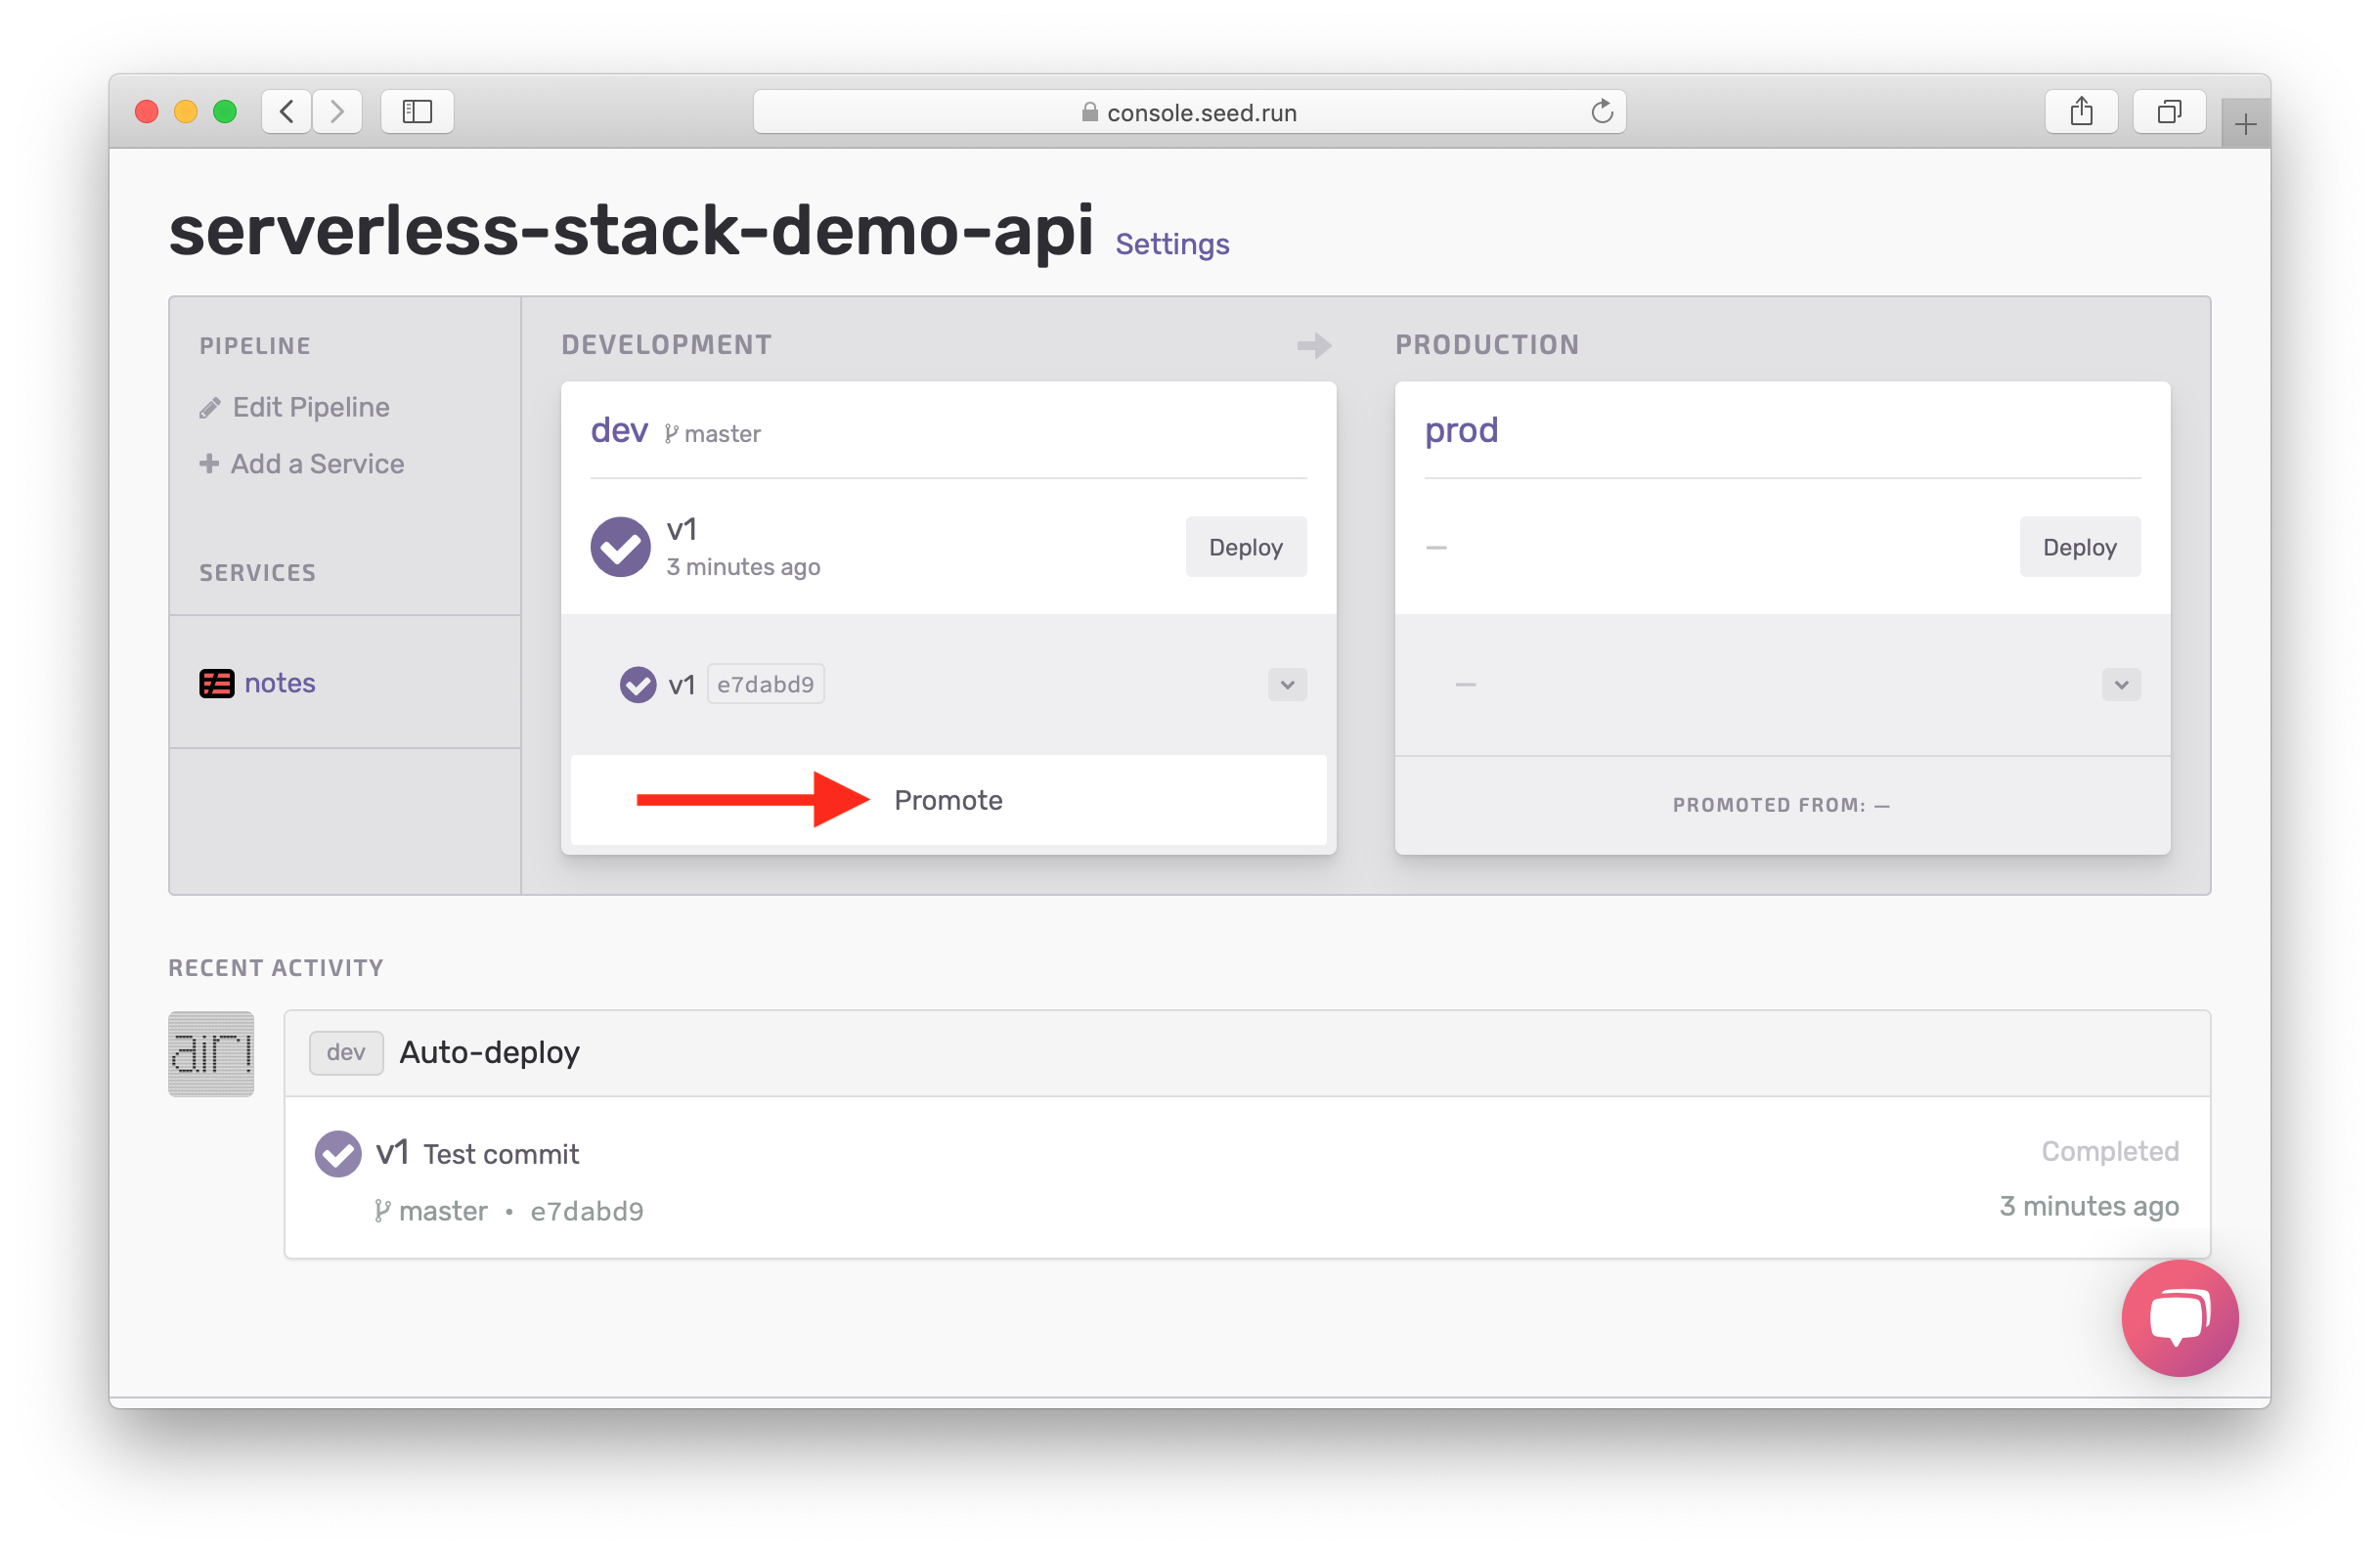 console.seed.run
serverless-stack-demo-api Settings
PIPELINE
Edit Pipeline
Add a Service
SERVICES
notes
DEVELOPMENT
dev master
v1
3 minutes ago
Deploy
v1 e7dabd9
Promote
PRODUCTION
prod
—
Deploy
—
PROMOTED FROM: —
RECENT ACTIVITY
air!
dev Auto-deploy
v1 Test commit
Completed
master • e7dabd9
3 minutes ago